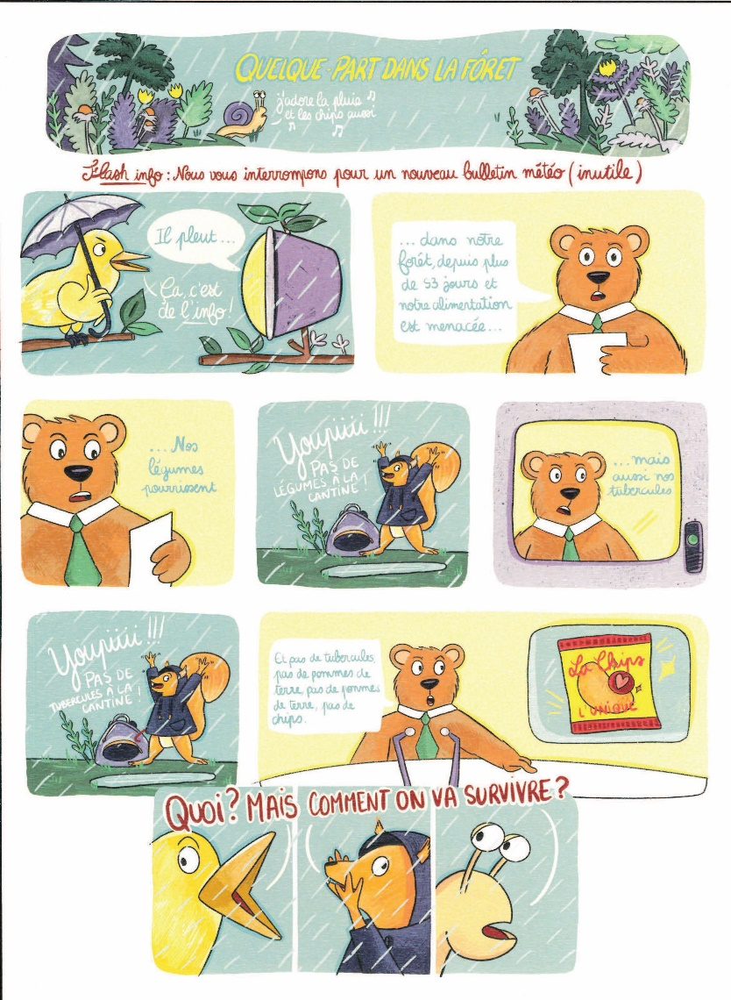 QUELQUE-PART DANS LA FÔRET
j'adore la pluie
et les chips aussi
Flash info : Nous vous interrompons pour un nouveau bulletin météo (inutile)
Il pleut...
Ça, c'est
de l'info !
... dans notre
forêt, depuis plus
de 53 jours et
notre alimentation
est menacée...
... Nos
légumes
pourrissent
Youpiiii !!!
PAS DE
LÉGUMES À LA
CANTINE !
... mais
aussi nos
tubercules
Youpiiii !!!
PAS DE
TUBERCULES À LA
CANTINE !
Et pas de tubercules,
pas de pommes de
terre, pas de pommes
de terre, pas de
chips.
La Chips
L'UNIQUE
QUOI ? MAIS COMMENT ON VA SURVIVRE ?